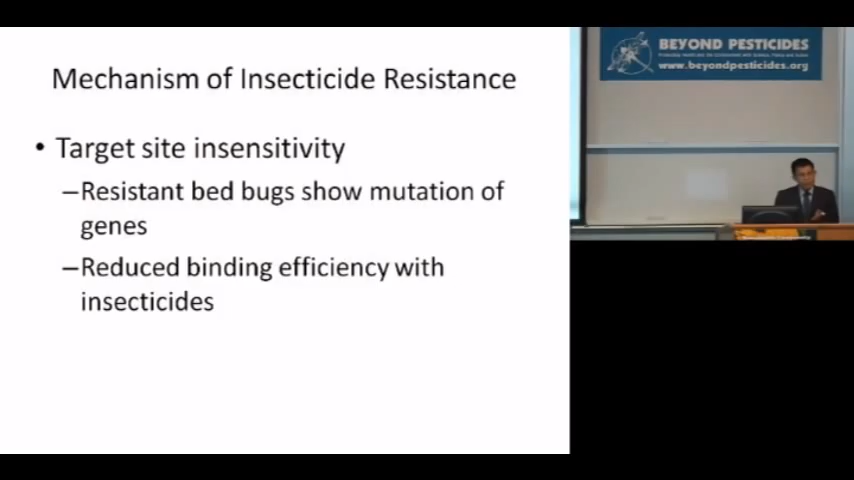 Mechanism of Insecticide Resistance
• Target site insensitivity
–Resistant bed bugs show mutation of
genes
–Reduced binding efficiency with
insecticides
BEYOND PESTICIDES
www.beyondpesticides.org